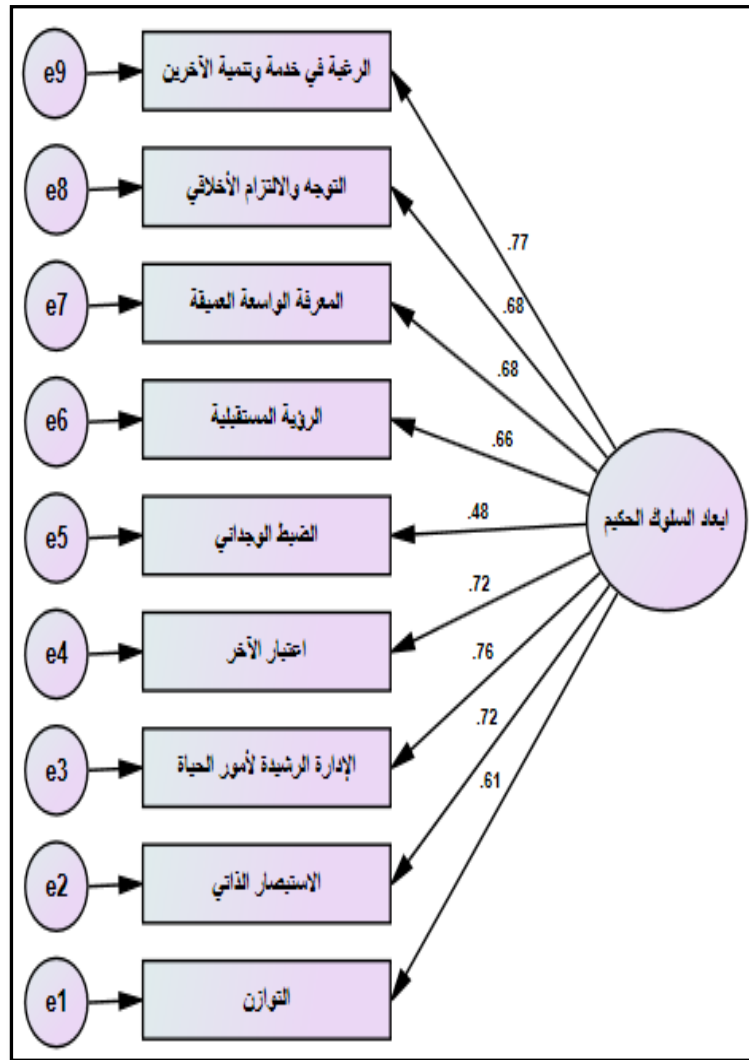 e9
الرغبة في خدمة وتنمية الآخرين
.77
e8
التوجه والالتزام الأخلاقي
.68
e7
المعرفة الواسعة العميقة
.68
e6
الرؤية المستقبلية
.66
e5
الضبط الوجداني
.48
ابعاد السلوك الحكيم
e4
اعتبار الآخر
.72
e3
الإدارة الرشيدة لأمور الحياة
.76
e2
الاستبصار الذاتي
.72
e1
التوازن
.61